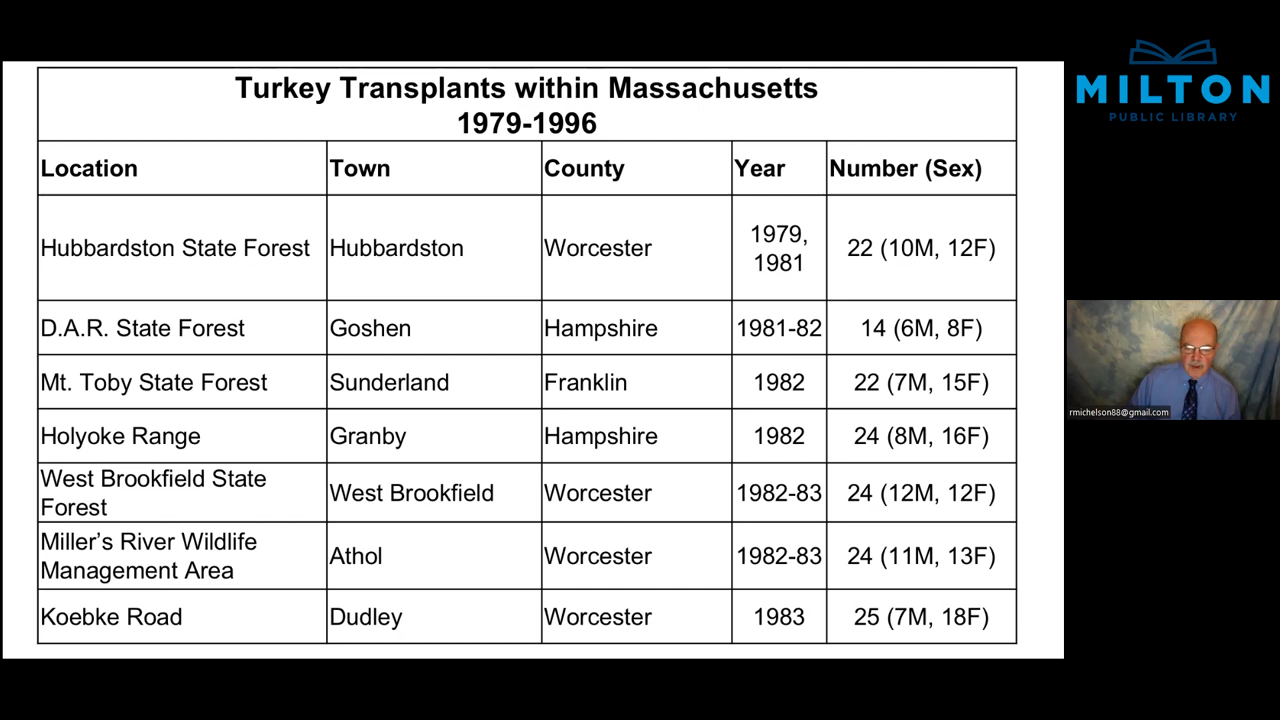 Turkey Transplants within Massachusetts
1979-1996
Location Town County Year Number (Sex)
Hubbardston State Forest Hubbardston Worcester 1979, 1981 22 (10M, 12F)
D.A.R. State Forest Goshen Hampshire 1981-82 14 (6M, 8F)
Mt. Toby State Forest Sunderland Franklin 1982 22 (7M, 15F)
Holyoke Range Granby Hampshire 1982 24 (8M, 16F)
West Brookfield State Forest West Brookfield Worcester 1982-83 24 (12M, 12F)
Miller’s River Wildlife Management Area Athol Worcester 1982-83 24 (11M, 13F)
Koebke Road Dudley Worcester 1983 25 (7M, 18F)
MILTON
PUBLIC LIBRARY
rmichelson88@gmail.com